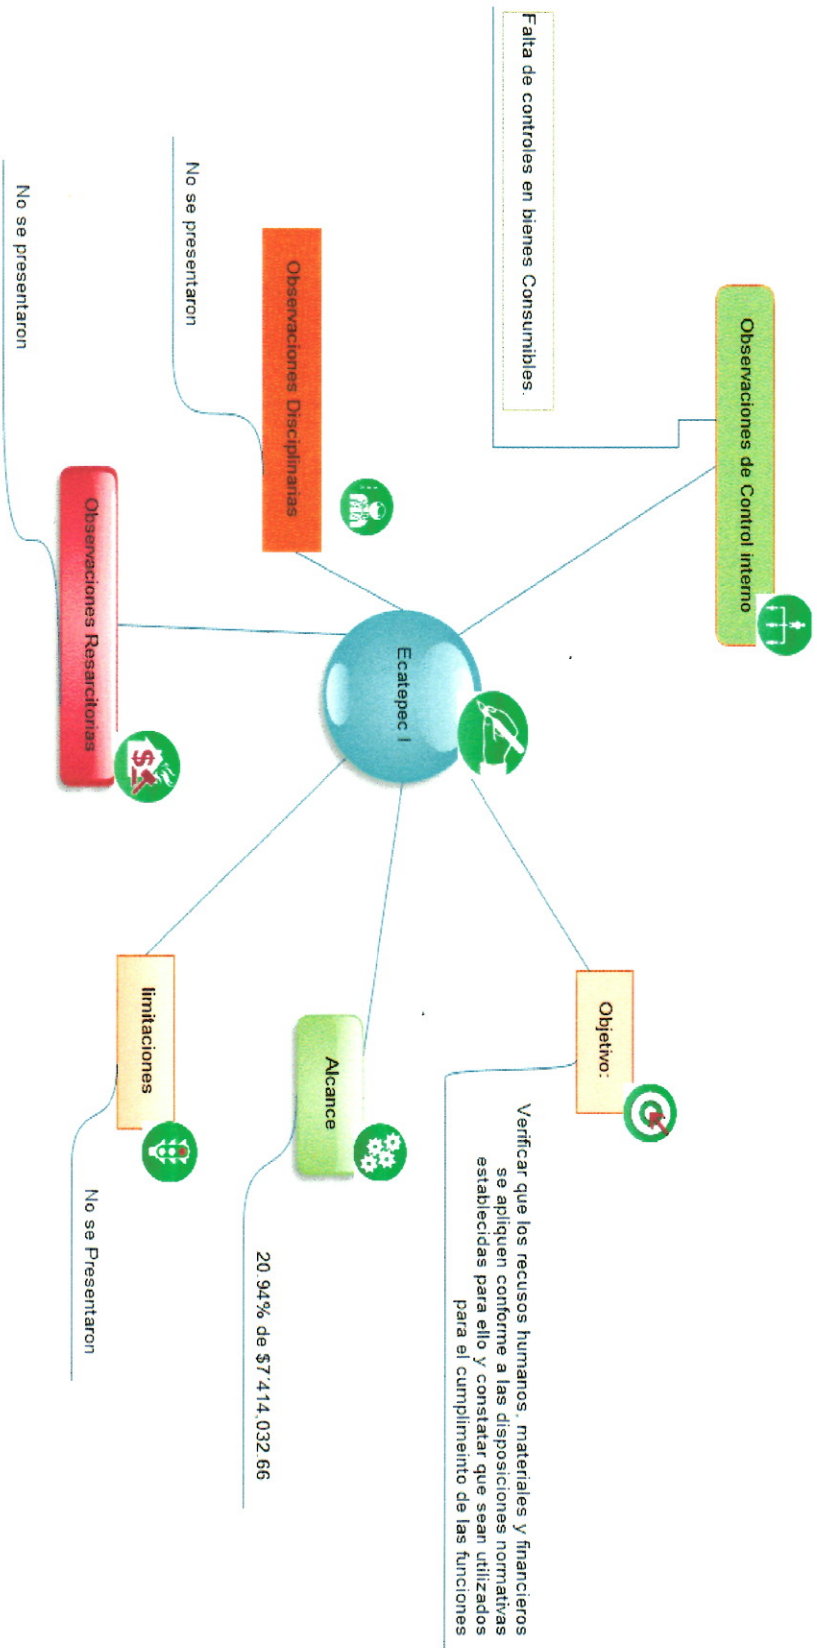 Observaciones de Control interno
Falta de controles en bienes Consumibles.
Observaciones Disciplinarias
No se presentaron
Observaciones Resarcitorias
No se presentaron
Ecatepec I
Objetivo:
Verificar que los recusos humanos, materiales y financieros
se apliquen conforme a las disposiciones normativas
establecidas para ello y constatar que sean utilizados
para el cumplimeinto de las funciones
Alcance
20.94% de $7'414,032.66
limitaciones
No se Presentaron
$